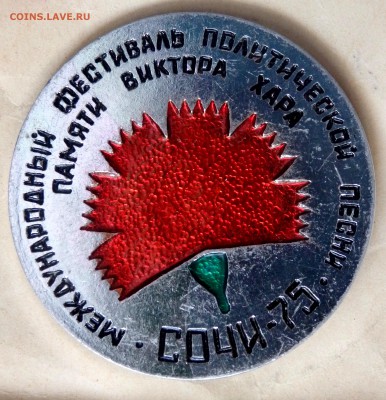 COINS.LAVE.RU
МЕЖДУНАРОДНЫЙ ФЕСТИВАЛЬ ПОЛИТИЧЕСКОЙ ПЕСНИ
ПАМЯТИ ВИКТОРА ХАРА
· СОЧИ-75 ·